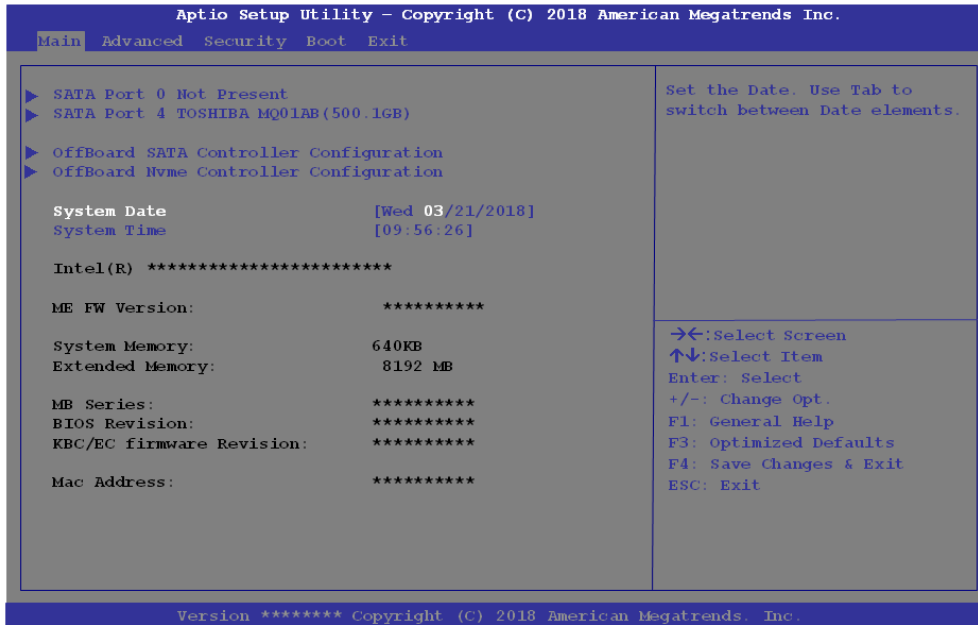 Aptio Setup Utility – Copyright (C) 2018 American Megatrends Inc.
Main Advanced Security Boot Exit
SATA Port 0 Not Present
SATA Port 4 TOSHIBA MQ01AB(500.1GB)
OffBoard SATA Controller Configuration
OffBoard Nvme Controller Configuration
System Date [Wed 03/21/2018]
System Time [09:56:26]
Intel(R) ************************
ME FW Version: **********
System Memory: 640KB
Extended Memory: 8192 MB
MB Series: **********
BIOS Revision: **********
KBC/EC firmware Revision: **********
Mac Address: **********
Set the Date. Use Tab to
switch between Date elements.
→←:Select Screen
↑↓:Select Item
Enter: Select
+/-: Change Opt.
F1: General Help
F3: Optimized Defaults
F4: Save Changes & Exit
ESC: Exit
Version ******** Copyright (C) 2018 American Megatrends. Inc.